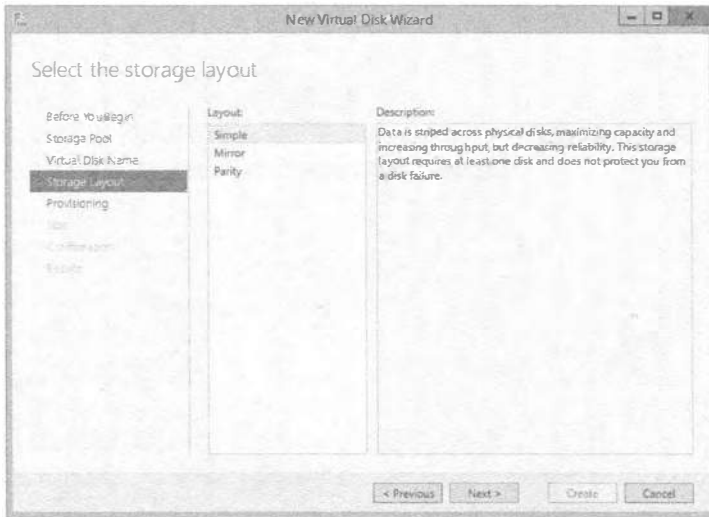 New Virtual Disk Wizard
Select the storage layout
Before You Begin
Storage Pool
Virtual Disk Name
Storage Layout
Provisioning
Size
Confirmation
Results
Layout:
Simple
Mirror
Parity
Description:
Data is striped across physical disks, maximizing capacity and
increasing throughput, but decreasing reliability. This storage
layout requires at least one disk and does not protect you from
a disk failure.
< Previous
Next >
Create
Cancel